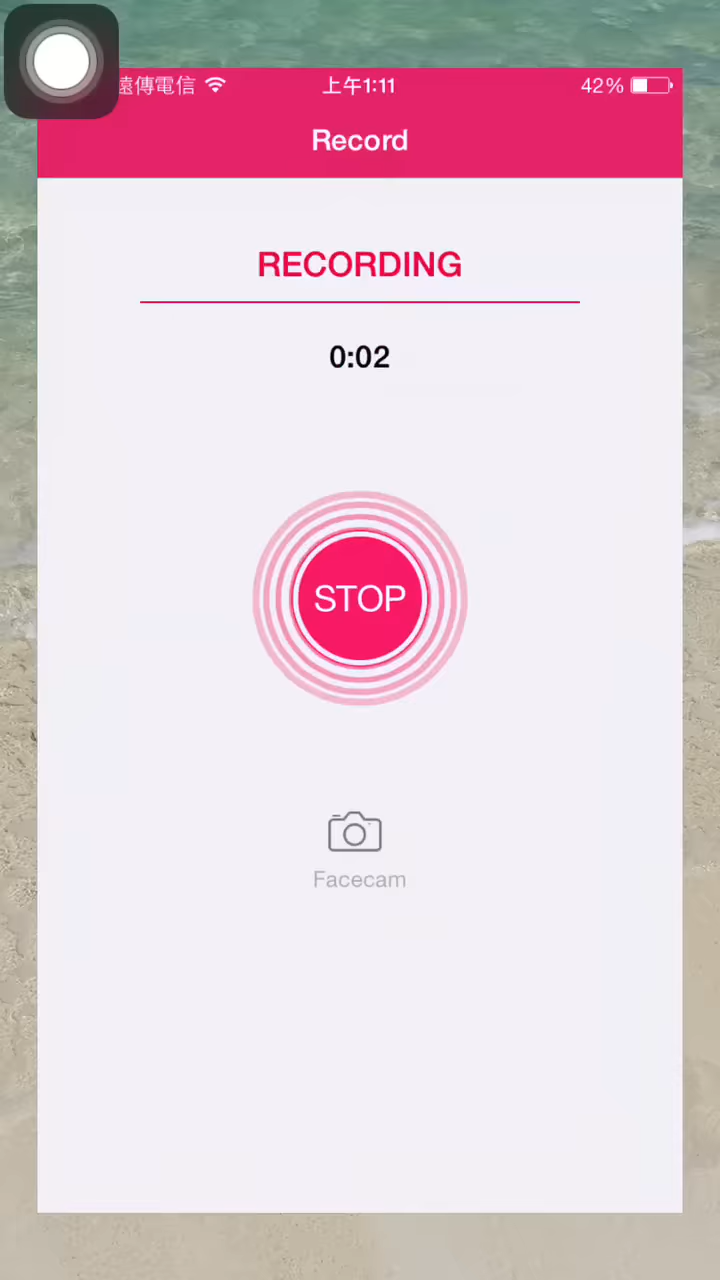 遠傳電信 上午1:11 42%
Record
RECORDING
0:02
STOP
Facecam